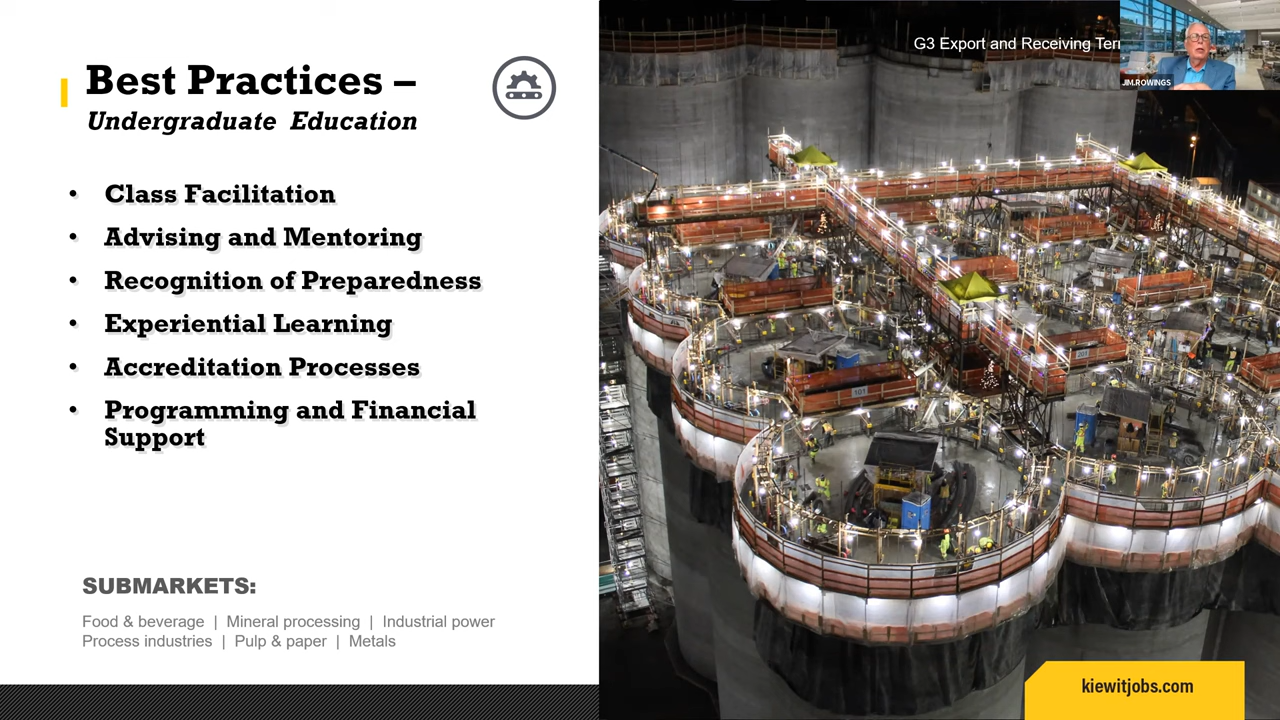 Best Practices –
Undergraduate Education
• Class Facilitation
• Advising and Mentoring
• Recognition of Preparedness
• Experiential Learning
• Accreditation Processes
• Programming and Financial
Support
SUBMARKETS:
Food & beverage | Mineral processing | Industrial power
Process industries | Pulp & paper | Metals
G3 Export and Receiving
JIM.ROWINGS
101
201
kiewitjobs.com